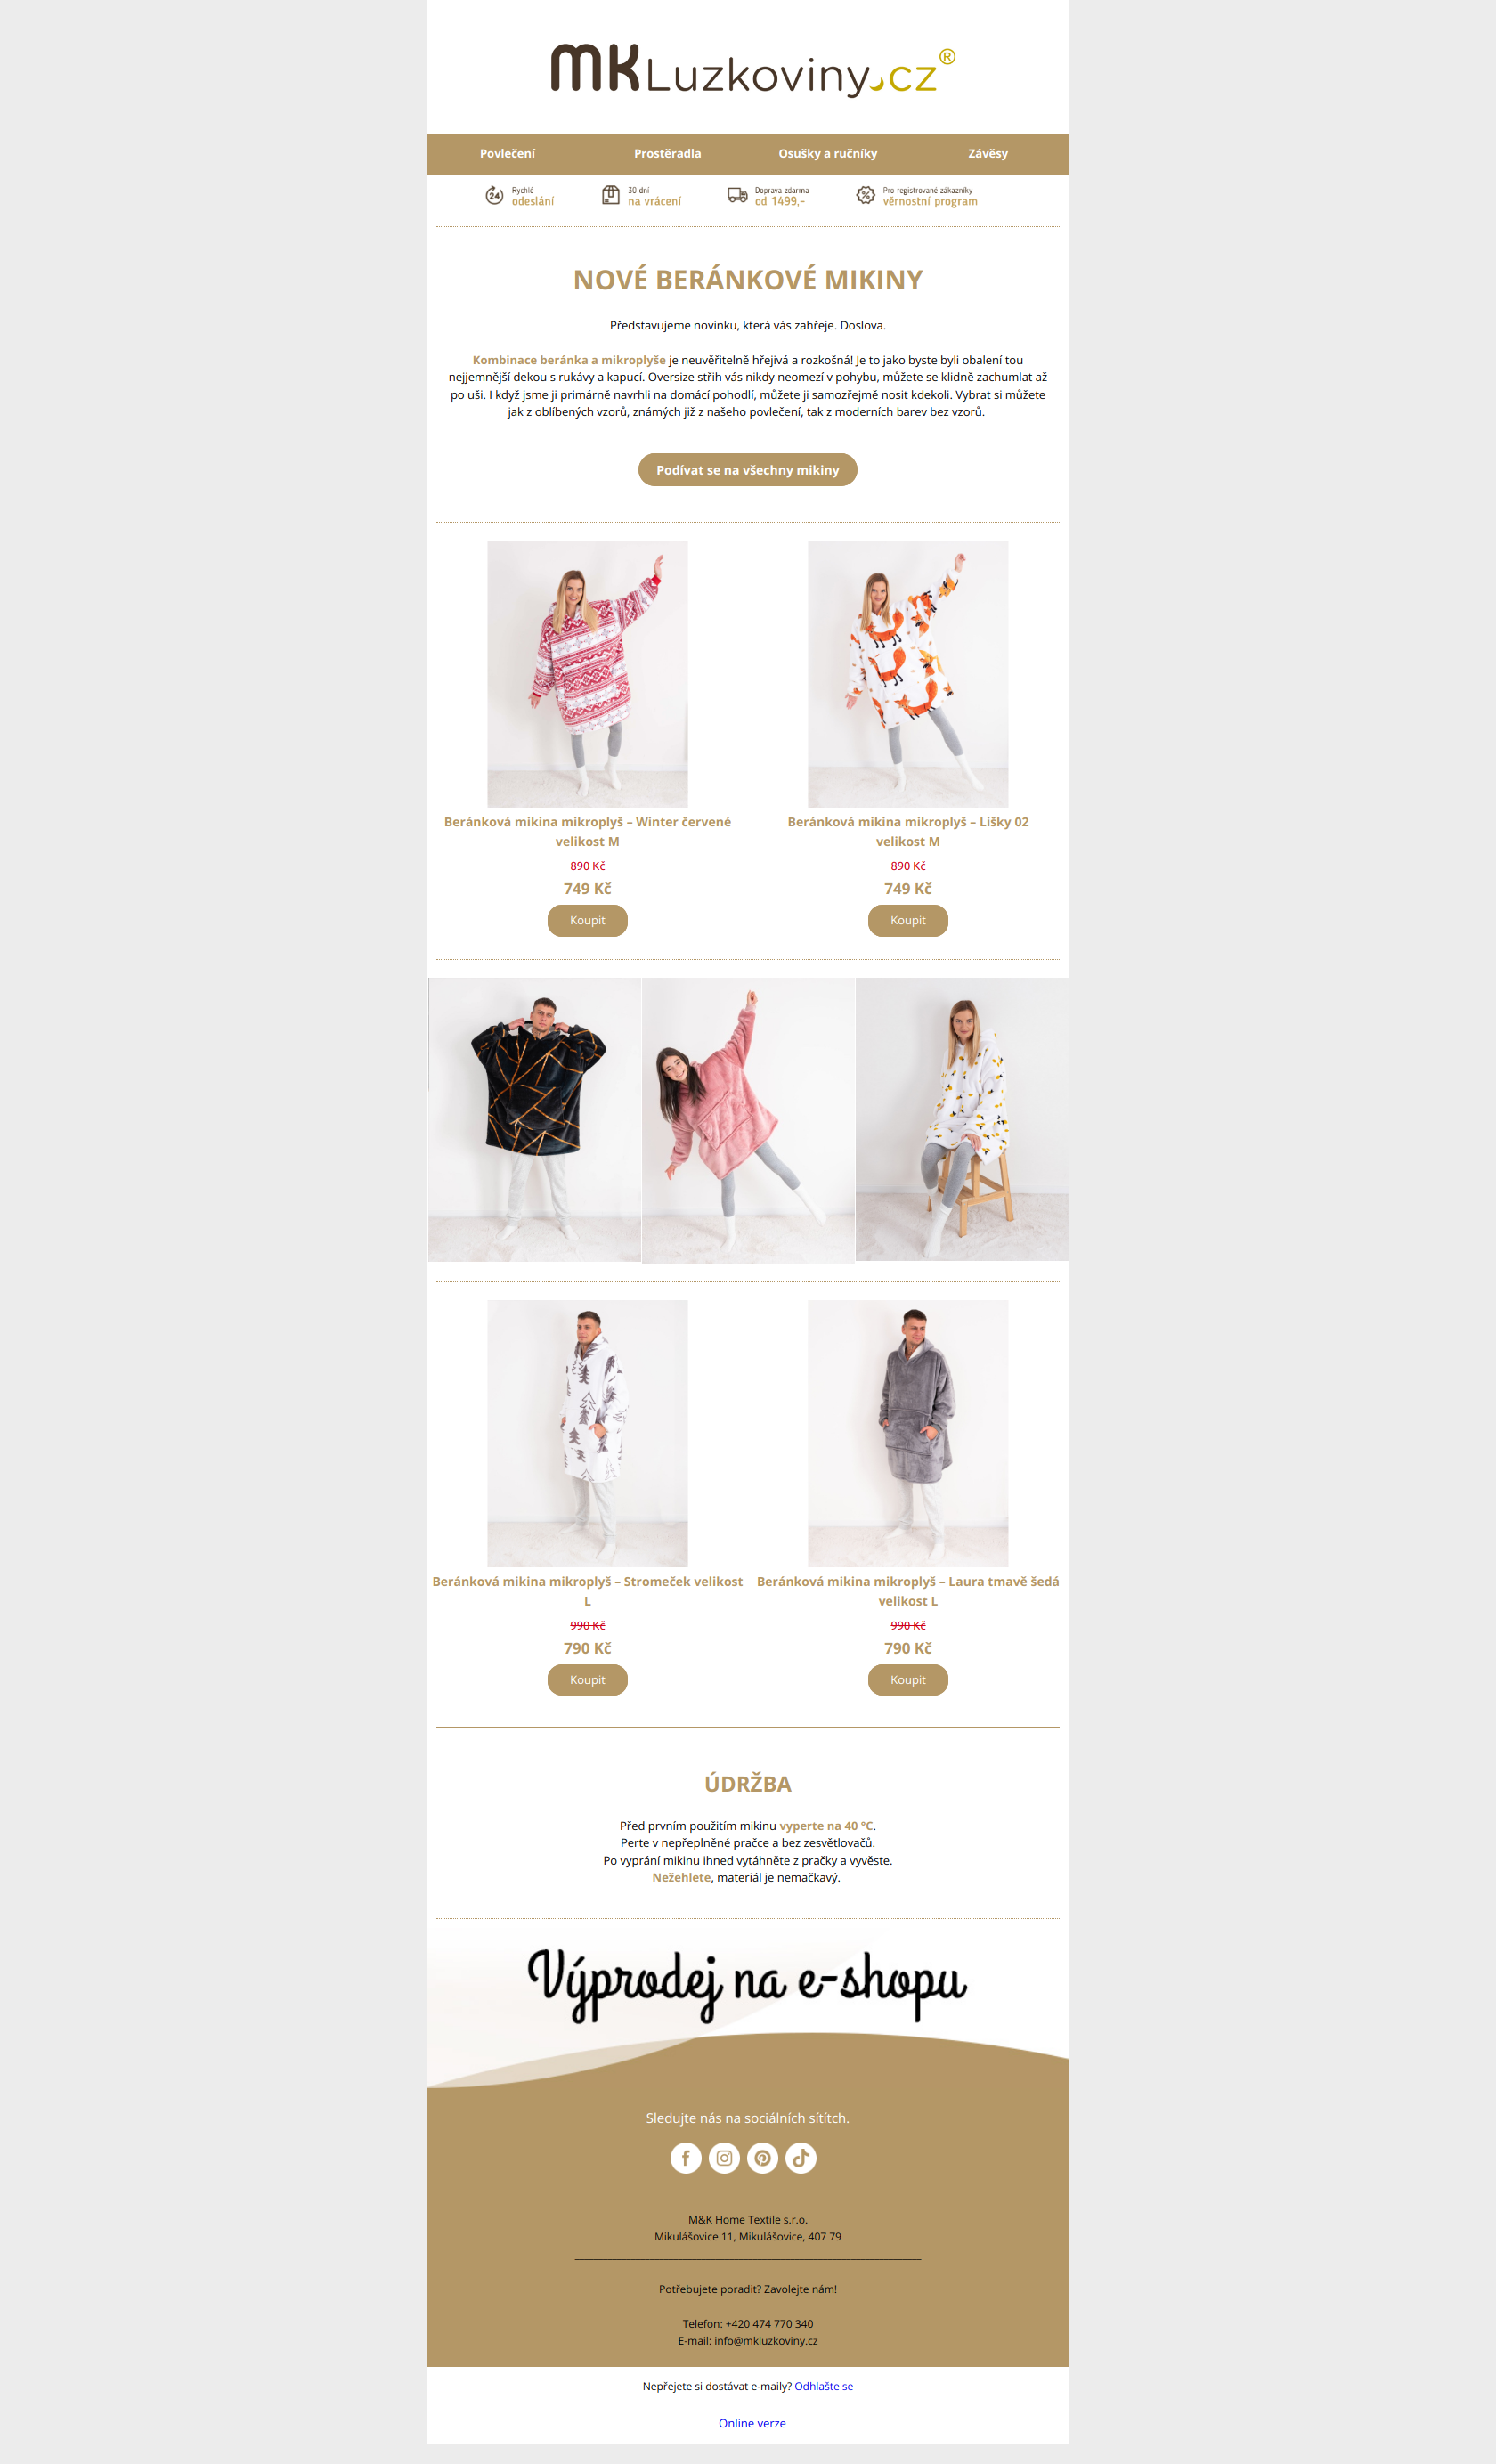 MKLuzkoviny.cz®
Povlečení Prostěradla Osušky a ručníky Závěsy
24 Rychlé odeslání
30 dní na vrácení
Doprava zdarma od 1499,-
% Pro registrované zákazníky věrnostní program
NOVÉ BERÁNKOVÉ MIKINY
Představujeme novinku, která vás zahřeje. Doslova.
Kombinace beránka a mikroplyše je neuvěřitelně hřejivá a rozkošná! Je to jako byste byli obalení tou
nejjemnější dekou s rukávy a kapucí. Oversize střih vás nikdy neomezí v pohybu, můžete se klidně zachumlat až
po uši. I když jsme ji primárně navrhli na domácí pohodlí, můžete ji samozřejmě nosit kdekoli. Vybrat si můžete
jak z oblíbených vzorů, známých již z našeho povlečení, tak z moderních barev bez vzorů.
Podívat se na všechny mikiny
Beránková mikina mikroplyš – Winter červené
velikost M
890 Kč
749 Kč
Koupit
Beránková mikina mikroplyš – Lišky 02
velikost M
890 Kč
749 Kč
Koupit
Beránková mikina mikroplyš – Stromeček velikost
L
990 Kč
790 Kč
Koupit
Beránková mikina mikroplyš – Laura tmavě šedá
velikost L
990 Kč
790 Kč
Koupit
ÚDRŽBA
Před prvním použitím mikinu vyperte na 40 °C.
Perte v nepřeplněné pračce a bez zesvětlovačů.
Po vyprání mikinu ihned vytáhněte z pračky a vyvěste.
Nežehlete, materiál je nemačkavý.
Výprodej na e-shopu
Sledujte nás na sociálních sítítch.
M&K Home Textile s.r.o.
Mikulášovice 11, Mikulášovice, 407 79
Potřebujete poradit? Zavolejte nám!
Telefon: +420 474 770 340
E-mail: info@mkluzkoviny.cz
Nepřejete si dostávat e-maily? Odhlašte se
Online verze